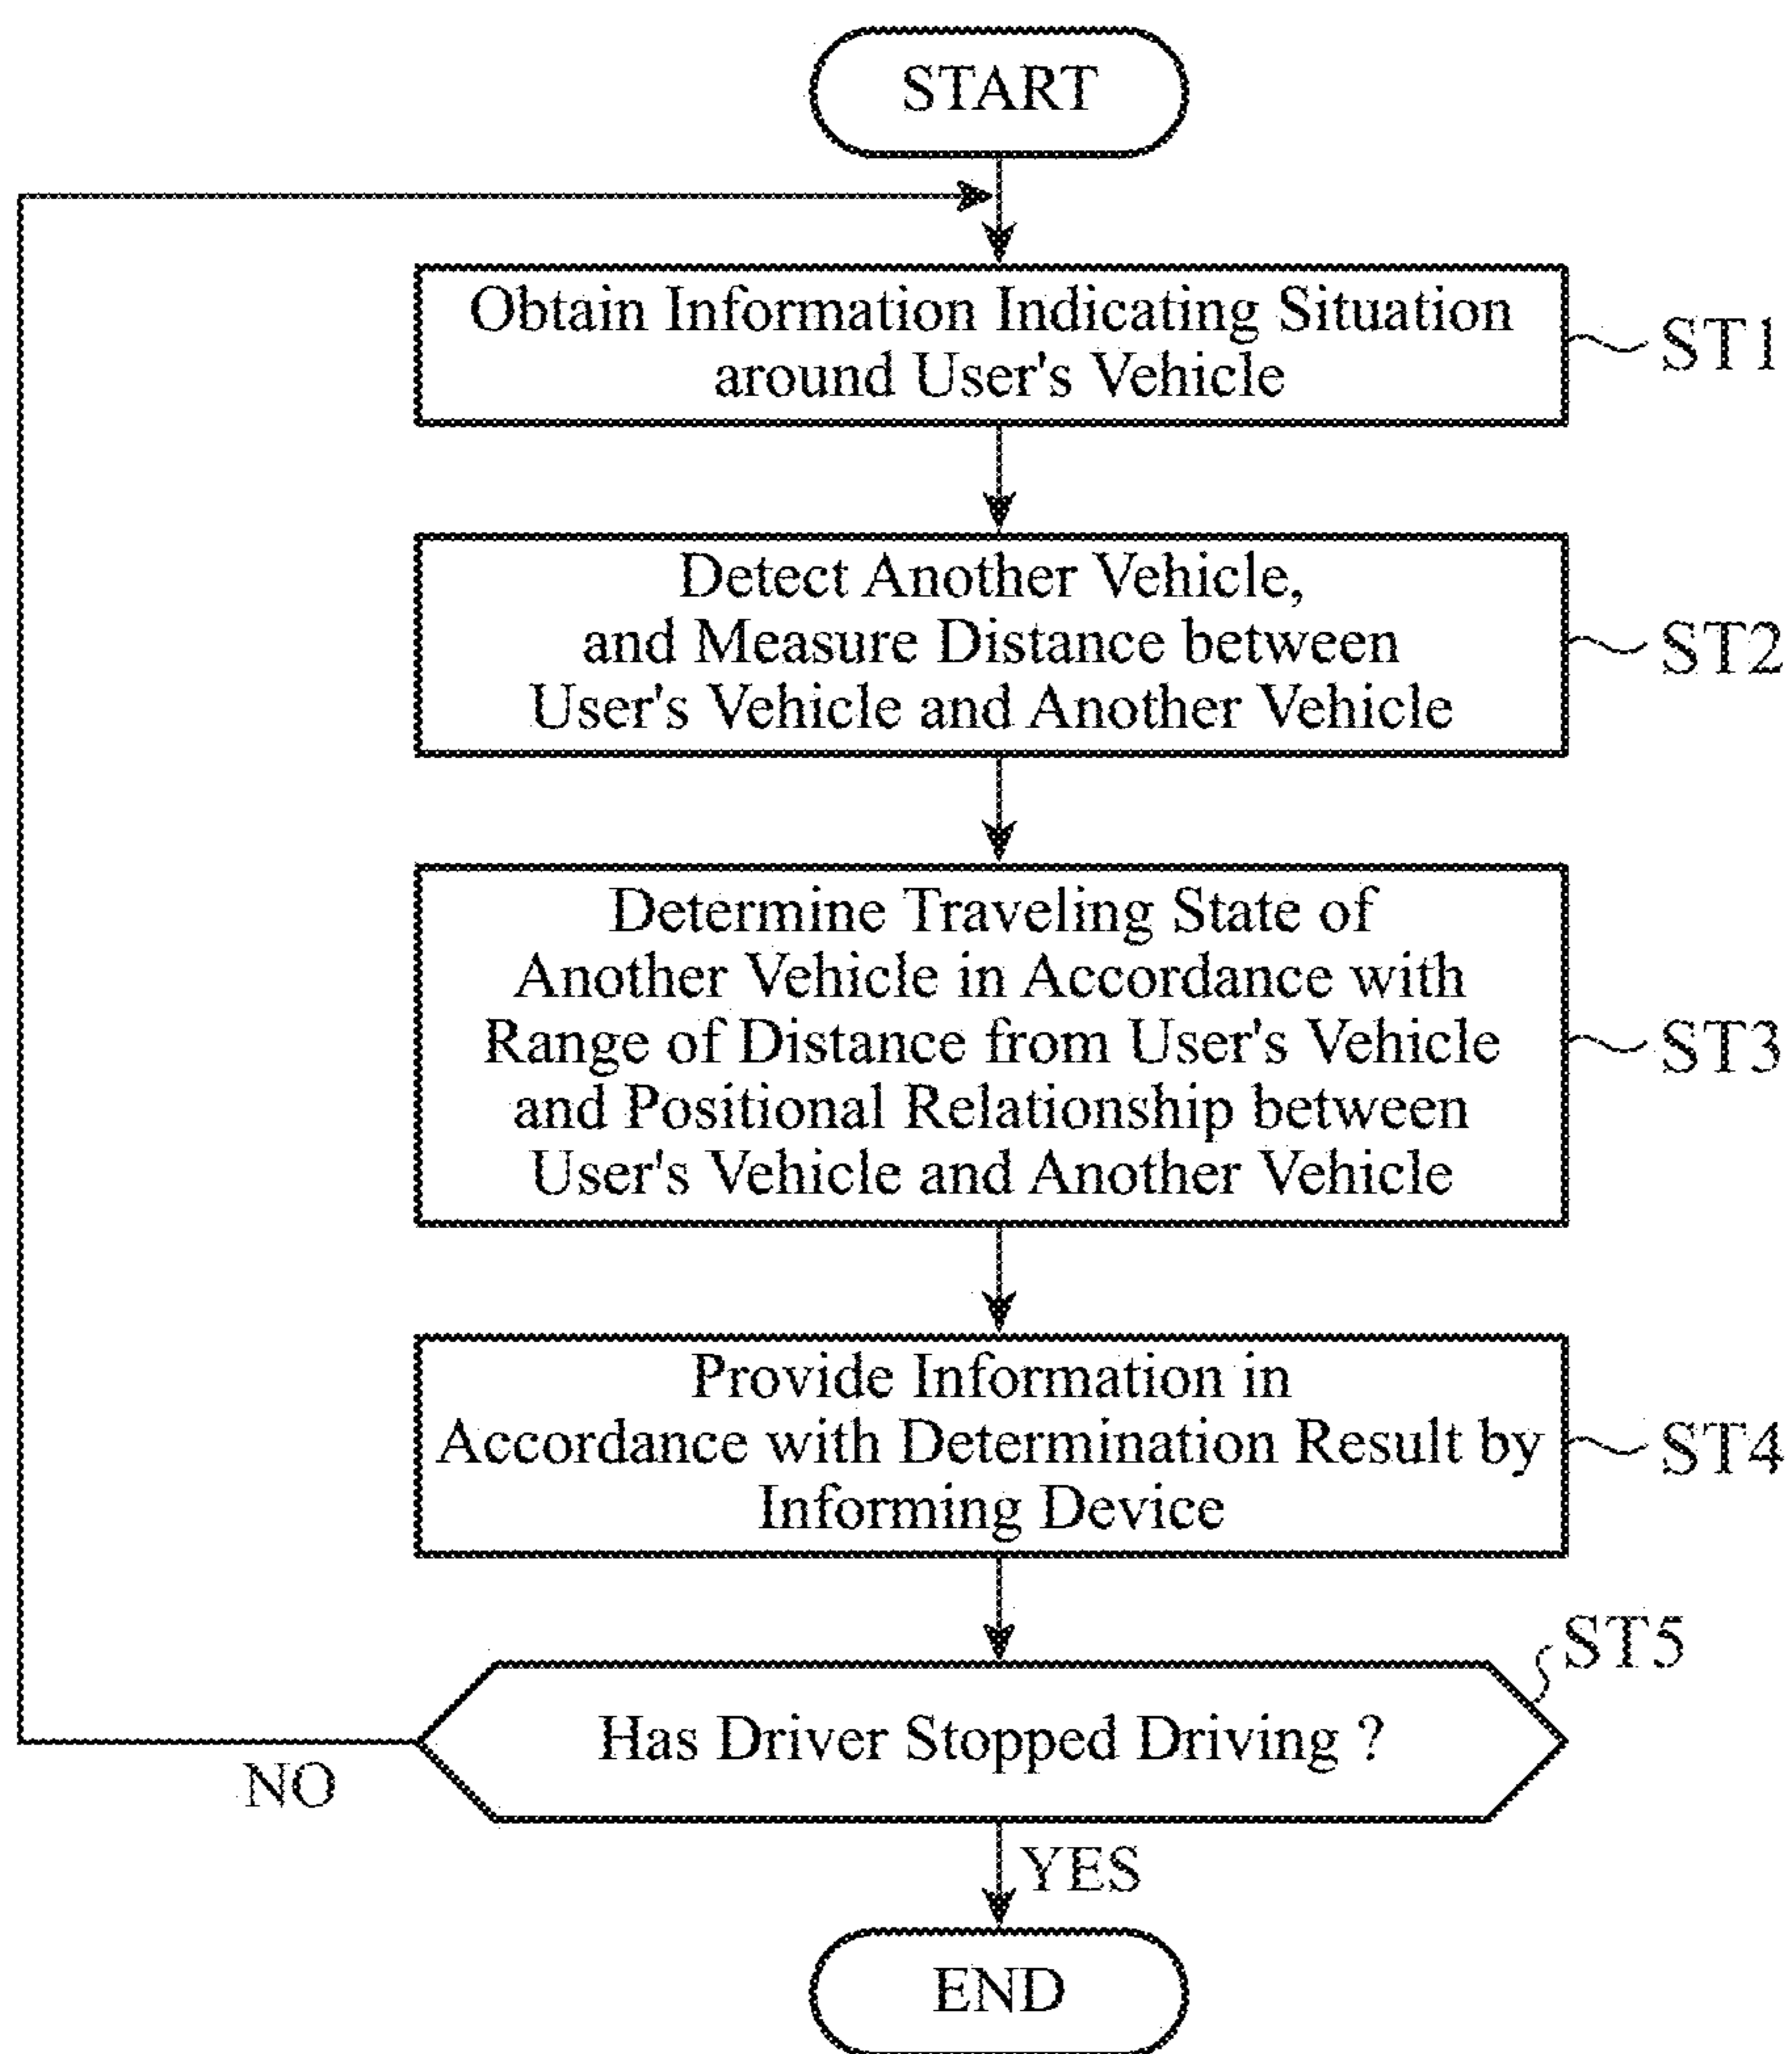 START
Obtain Information Indicating Situation
around User's Vehicle
ST1
Detect Another Vehicle,
and Measure Distance between
User's Vehicle and Another Vehicle
ST2
Determine Traveling State of
Another Vehicle in Accordance with
Range of Distance from User's Vehicle
and Positional Relationship between
User's Vehicle and Another Vehicle
ST3
Provide Information in
Accordance with Determination Result by
Informing Device
ST4
ST5
Has Driver Stopped Driving ?
NO
YES
END